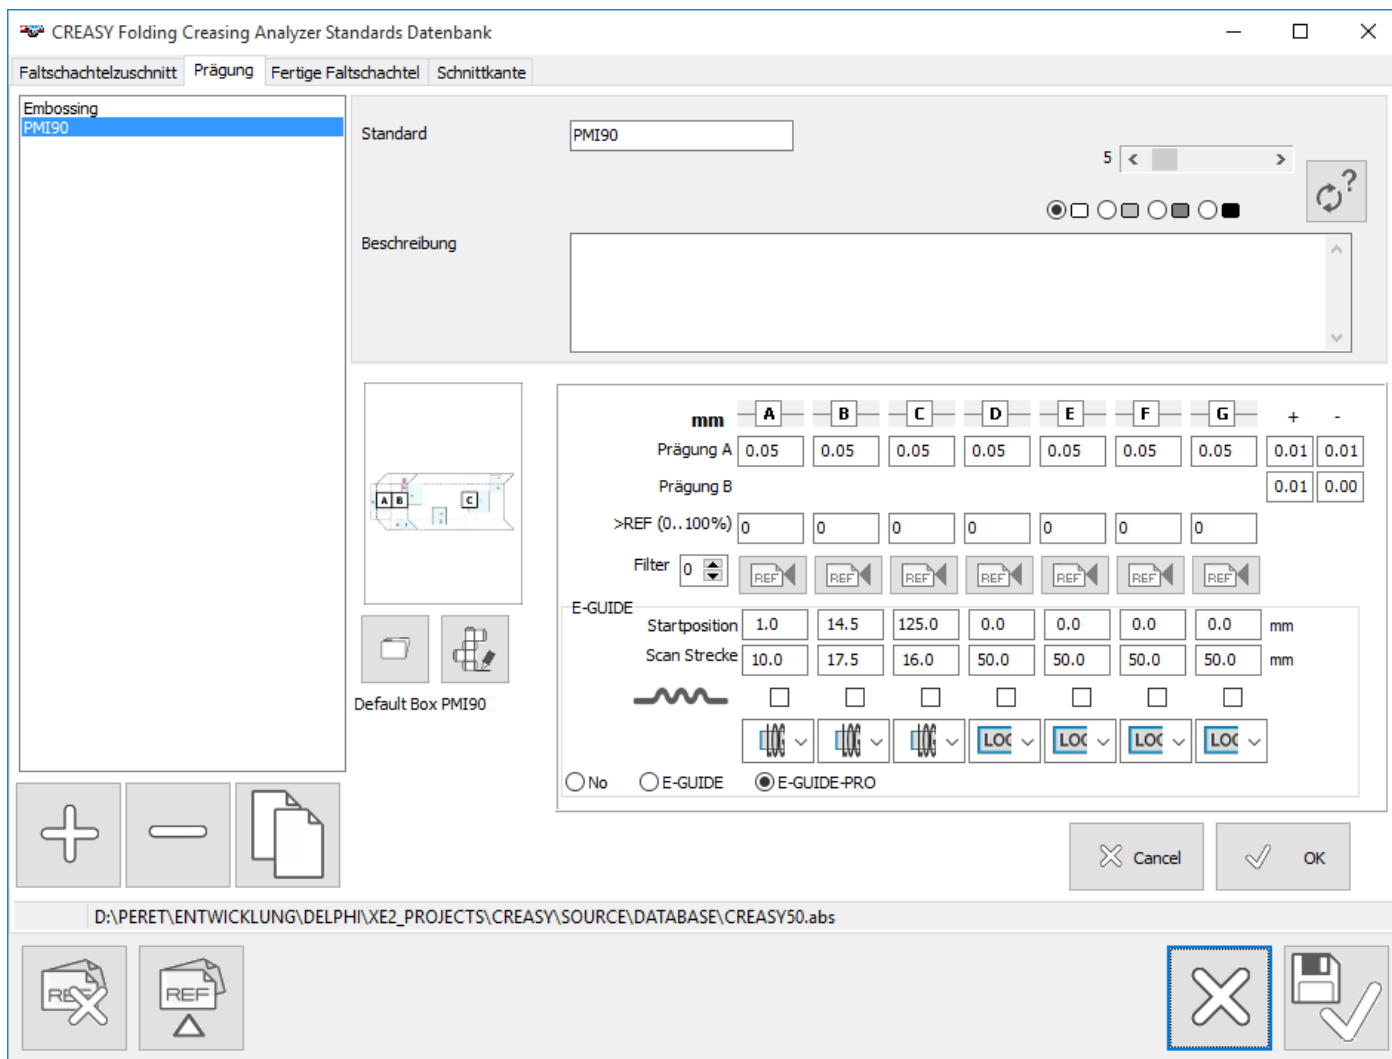 CREASY Folding Creasing Analyzer Standards Datenbank
Faltschachtelzuschnitt Prägung Fertige Faltschachtel Schnittkante
Embossing
PMI90
Standard PMI90
5
?
Beschreibung
A B C
Default Box PMI90
mm A B C D E F G + -
Prägung A 0.05 0.05 0.05 0.05 0.05 0.05 0.05 0.01 0.01
Prägung B 0.01 0.00
>REF (0..100%) 0 0 0 0 0 0 0
Filter 0 REF REF REF REF REF REF REF
E-GUIDE
Startposition 1.0 14.5 125.0 0.0 0.0 0.0 0.0 mm
Scan Strecke 10.0 17.5 16.0 50.0 50.0 50.0 50.0 mm
LOC LOC LOC LOC
No E-GUIDE E-GUIDE-PRO
Cancel OK
D:\PERET\ENTWICKLUNG\DELPHI\XE2_PROJECTS\CREASY\SOURCE\DATABASE\CREASY50.abs
REF REF